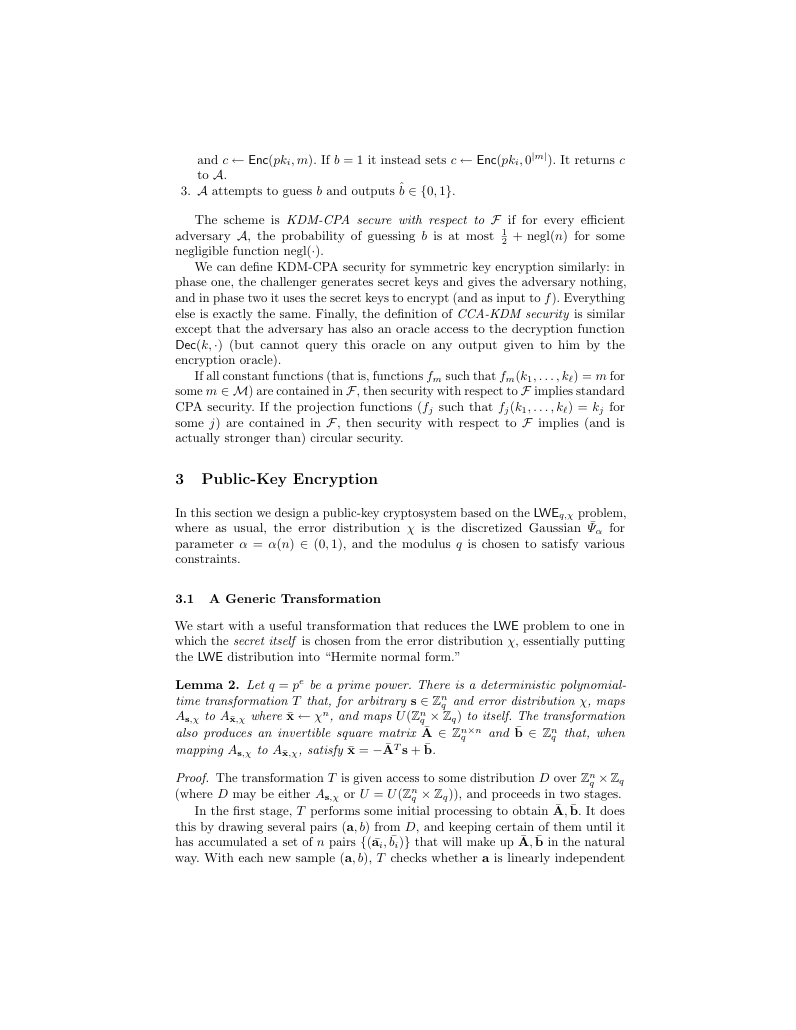 and c ← Enc(pkᵢ, m). If b = 1 it instead sets c ← Enc(pkᵢ, 0^{|m|}). It returns c
to 𝒜.
3. 𝒜 attempts to guess b and outputs b̂ ∈ {0, 1}.
The scheme is KDM-CPA secure with respect to ℱ if for every efficient
adversary 𝒜, the probability of guessing b is at most 1/2 + negl(n) for some
negligible function negl(·).
We can define KDM-CPA security for symmetric key encryption similarly: in
phase one, the challenger generates secret keys and gives the adversary nothing,
and in phase two it uses the secret keys to encrypt (and as input to f). Everything
else is exactly the same. Finally, the definition of CCA-KDM security is similar
except that the adversary has also an oracle access to the decryption function
Dec(k, ·) (but cannot query this oracle on any output given to him by the
encryption oracle).
If all constant functions (that is, functions f_m such that f_m(k₁, . . . , k_ℓ) = m for
some m ∈ ℳ) are contained in ℱ, then security with respect to ℱ implies standard
CPA security. If the projection functions (f_j such that f_j(k₁, . . . , k_ℓ) = k_j for
some j) are contained in ℱ, then security with respect to ℱ implies (and is
actually stronger than) circular security.
3 Public-Key Encryption
In this section we design a public-key cryptosystem based on the LWE_{q,χ} problem,
where as usual, the error distribution χ is the discretized Gaussian Ψ̄_α for
parameter α = α(n) ∈ (0, 1), and the modulus q is chosen to satisfy various
constraints.
3.1 A Generic Transformation
We start with a useful transformation that reduces the LWE problem to one in
which the secret itself is chosen from the error distribution χ, essentially putting
the LWE distribution into “Hermite normal form.”
Lemma 2. Let q = p^e be a prime power. There is a deterministic polynomial-
time transformation T that, for arbitrary s ∈ ℤ_q^n and error distribution χ, maps
A_{s,χ} to A_{x̄,χ} where x̄ ← χ^n, and maps U(ℤ_q^n × ℤ_q) to itself. The transformation
also produces an invertible square matrix Ā ∈ ℤ_q^{n×n} and b̄ ∈ ℤ_q^n that, when
mapping A_{s,χ} to A_{x̄,χ}, satisfy x̄ = −Ā^T s + b̄.
Proof. The transformation T is given access to some distribution D over ℤ_q^n × ℤ_q
(where D may be either A_{s,χ} or U = U(ℤ_q^n × ℤ_q)), and proceeds in two stages.
In the first stage, T performs some initial processing to obtain Ā, b̄. It does
this by drawing several pairs (a, b) from D, and keeping certain of them until it
has accumulated a set of n pairs {(ā_i, b̄_i)} that will make up Ā, b̄ in the natural
way. With each new sample (a, b), T checks whether a is linearly independent